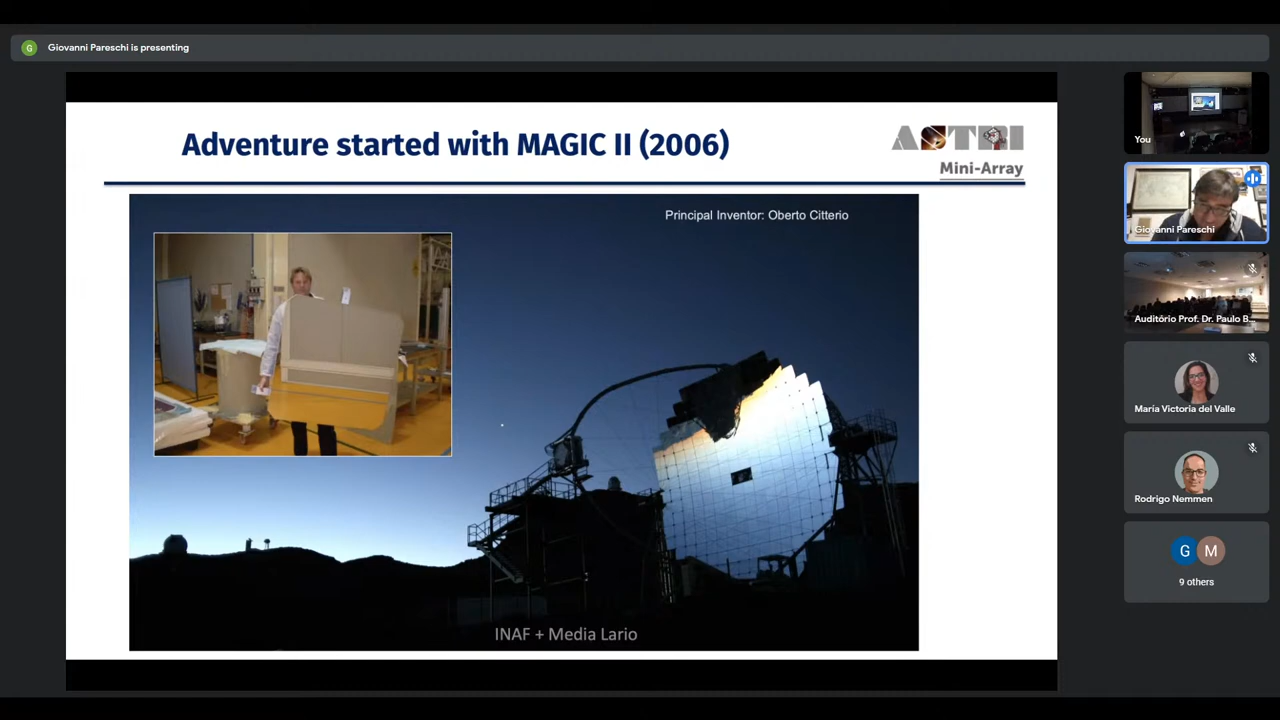 G
Giovanni Pareschi is presenting
Adventure started with MAGIC II (2006)
ASTRI
Mini-Array
Principal Inventor: Oberto Citterio
INAF + Media Lario
You
Giovanni Pareschi
Auditório Prof. Dr. Paulo B...
María Victoria del Valle
Rodrigo Nemmen
G M
9 others